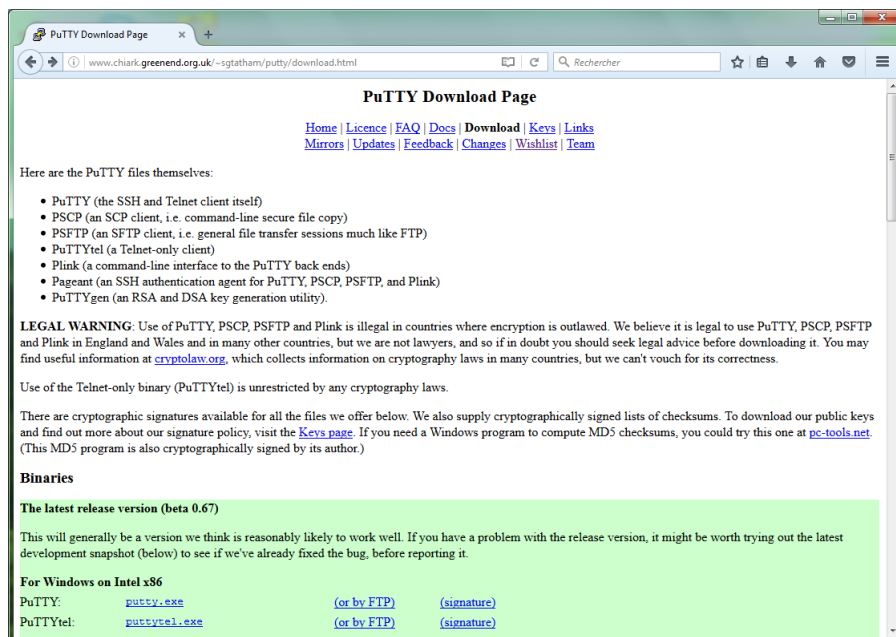 PuTTY Download Page
www.chiark.greenend.org.uk/~sgtatham/putty/download.html
Rechercher
PuTTY Download Page
Home | Licence | FAQ | Docs | Download | Keys | Links
Mirrors | Updates | Feedback | Changes | Wishlist | Team
Here are the PuTTY files themselves:
PuTTY (the SSH and Telnet client itself)
PSCP (an SCP client, i.e. command-line secure file copy)
PSFTP (an SFTP client, i.e. general file transfer sessions much like FTP)
PuTTYtel (a Telnet-only client)
Plink (a command-line interface to the PuTTY back ends)
Pageant (an SSH authentication agent for PuTTY, PSCP, PSFTP, and Plink)
PuTTYgen (an RSA and DSA key generation utility).
LEGAL WARNING: Use of PuTTY, PSCP, PSFTP and Plink is illegal in countries where encryption is outlawed. We believe it is legal to use PuTTY, PSCP, PSFTP
and Plink in England and Wales and in many other countries, but we are not lawyers, and so if in doubt you should seek legal advice before downloading it. You may
find useful information at cryptolaw.org, which collects information on cryptography laws in many countries, but we can't vouch for its correctness.
Use of the Telnet-only binary (PuTTYtel) is unrestricted by any cryptography laws.
There are cryptographic signatures available for all the files we offer below. We also supply cryptographically signed lists of checksums. To download our public keys
and find out more about our signature policy, visit the Keys page. If you need a Windows program to compute MD5 checksums, you could try this one at pc-tools.net.
(This MD5 program is also cryptographically signed by its author.)
Binaries
The latest release version (beta 0.67)
This will generally be a version we think is reasonably likely to work well. If you have a problem with the release version, it might be worth trying out the latest
development snapshot (below) to see if we've already fixed the bug, before reporting it.
For Windows on Intel x86
PuTTY: putty.exe (or by FTP) (signature)
PuTTYtel: puttytel.exe (or by FTP) (signature)